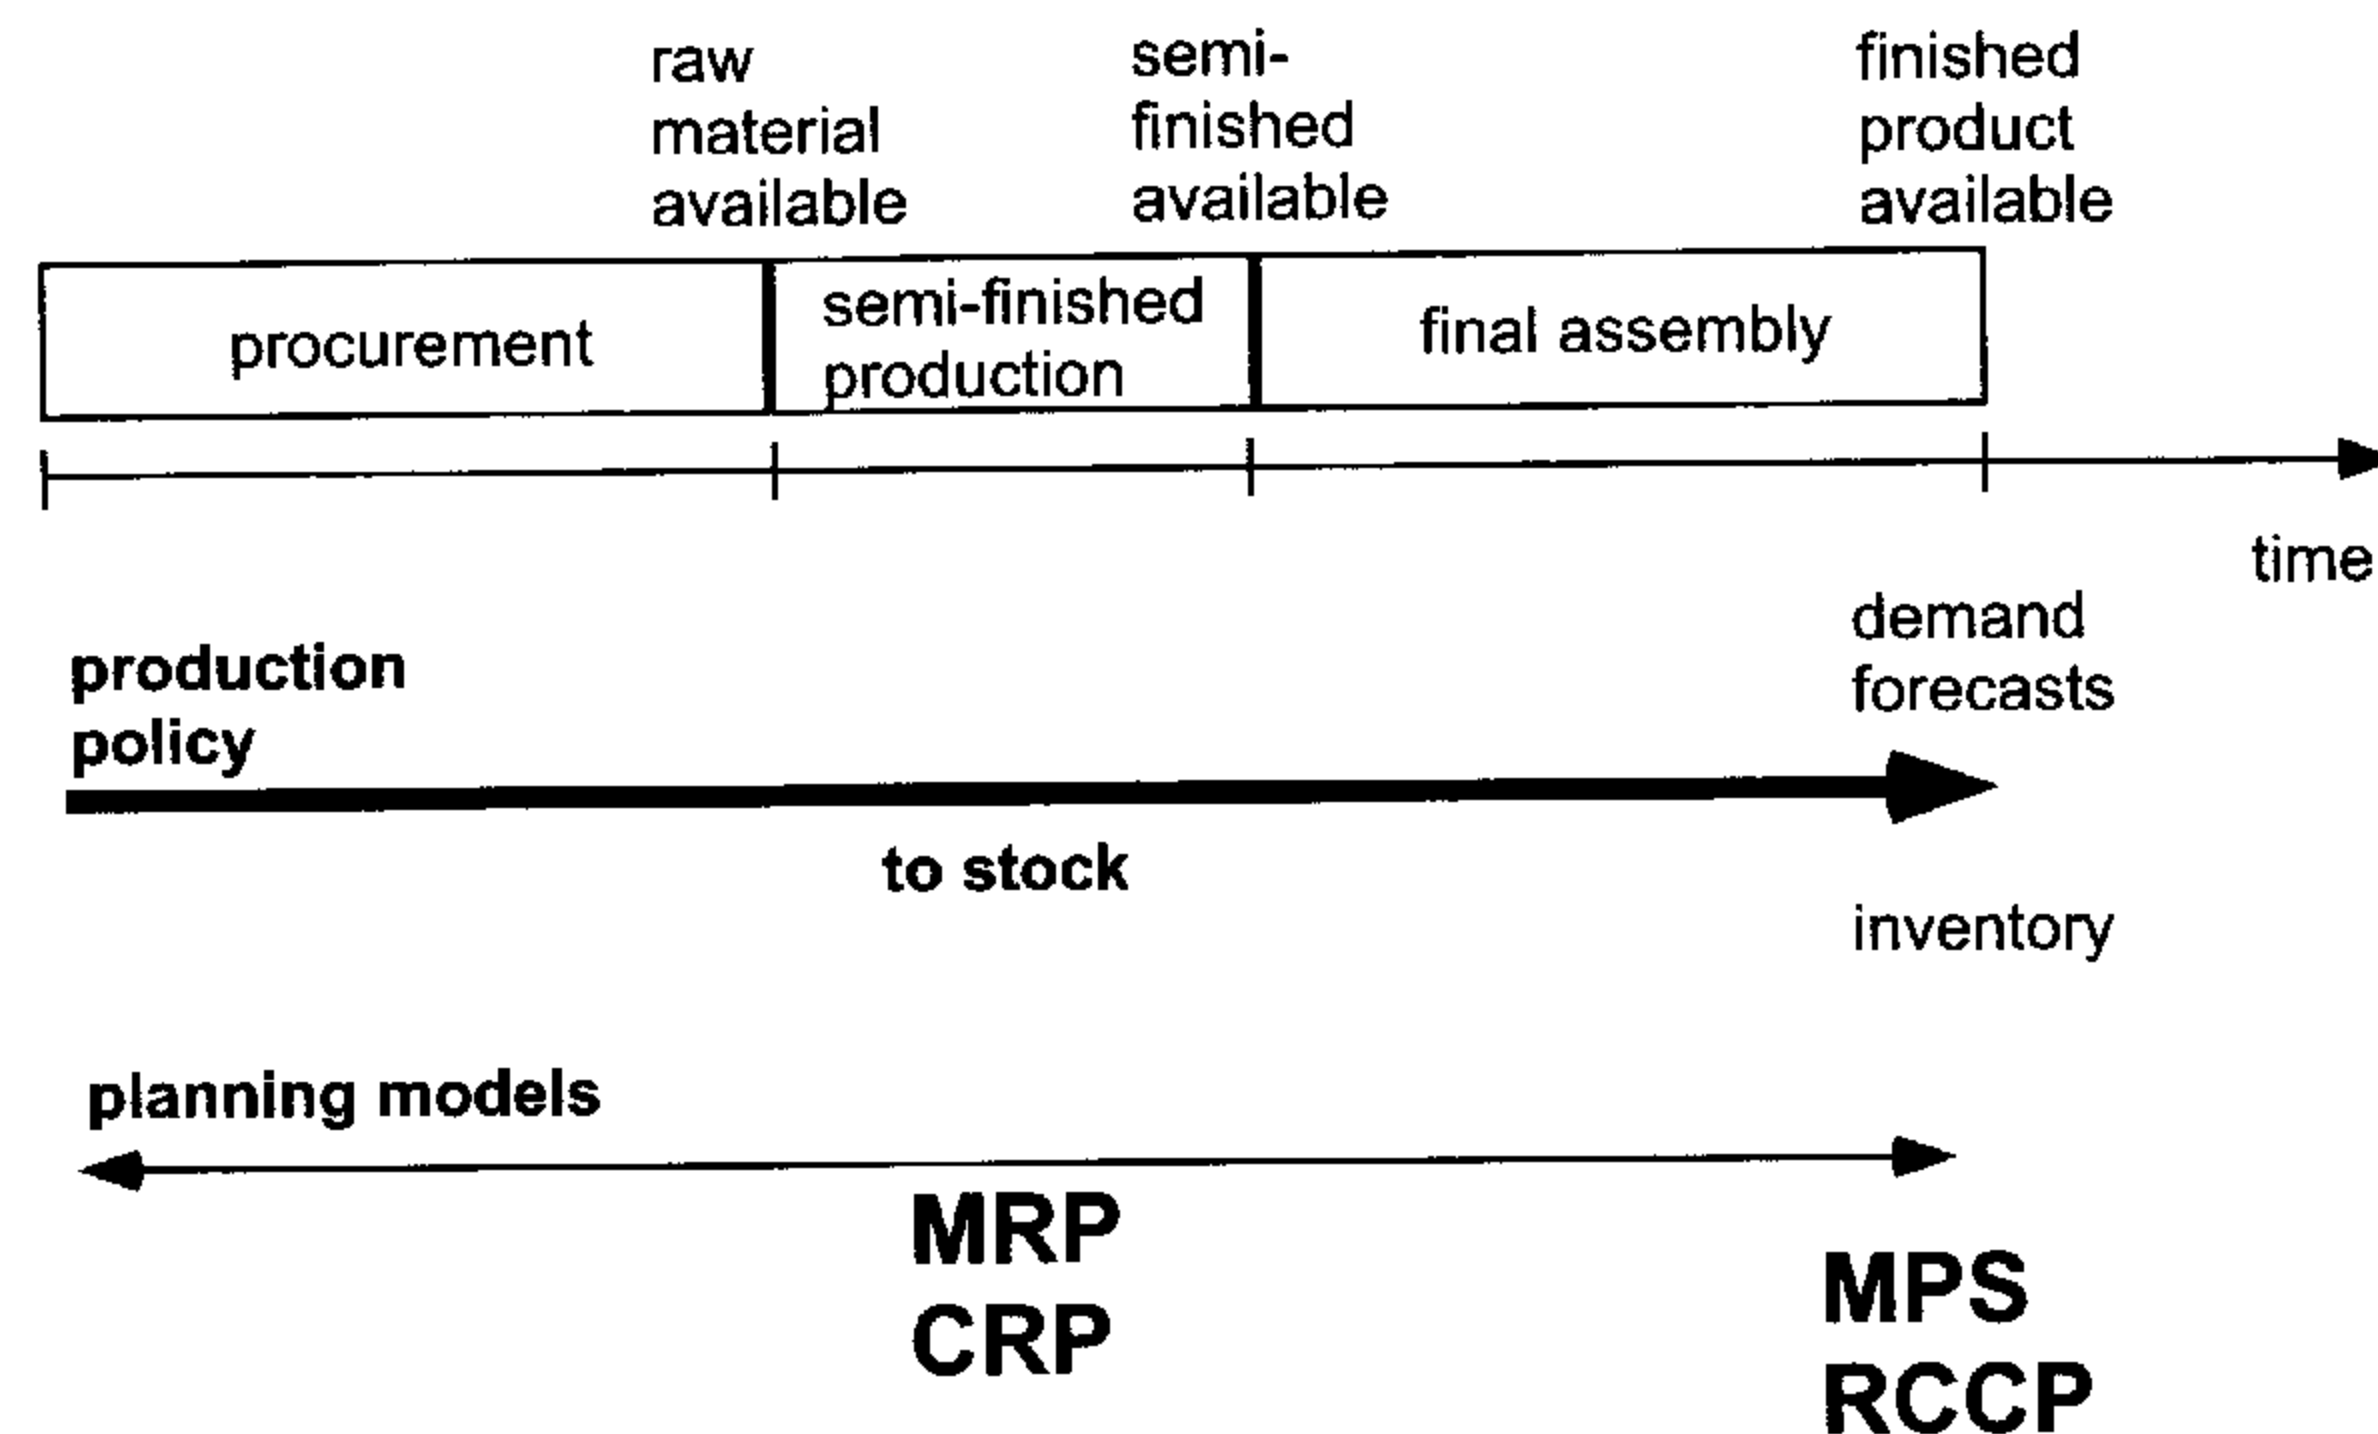 raw
material
available
semi-
finished
available
finished
product
available
procurement
semi-finished
production
final assembly
time
demand
forecasts
production
policy
to stock
inventory
planning models
MRP
CRP
MPS
RCCP